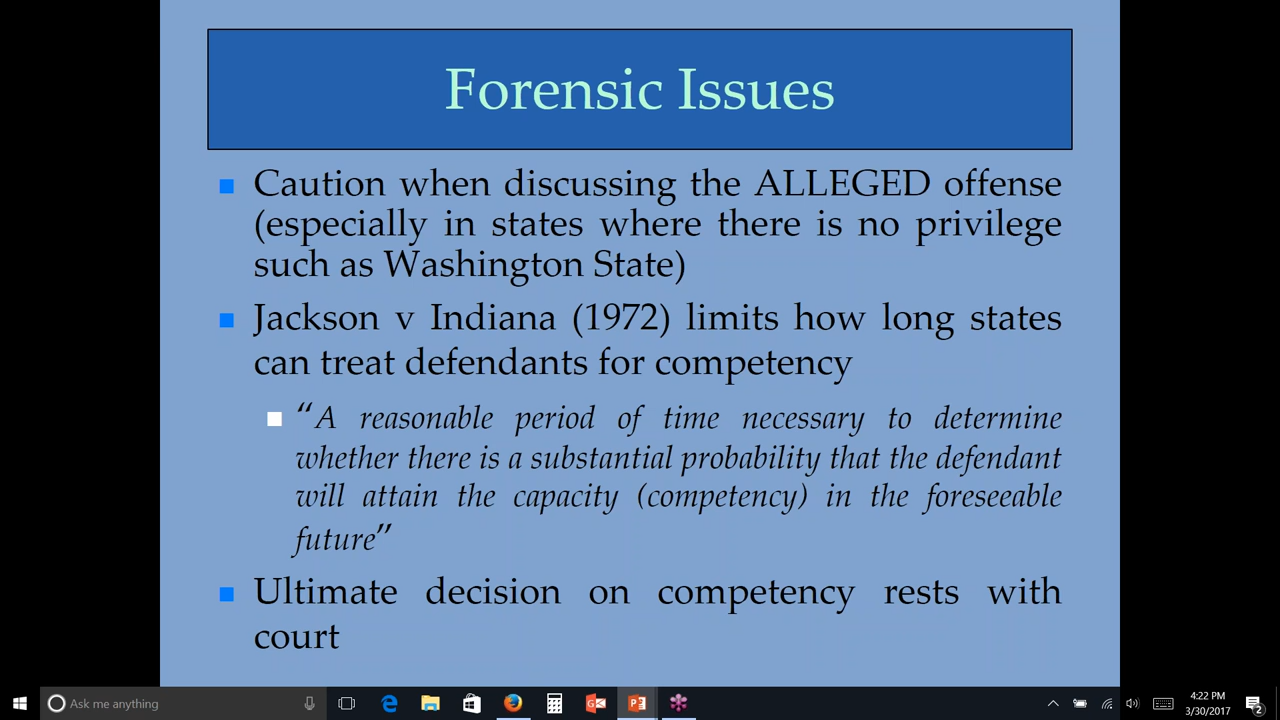 Forensic Issues
Caution when discussing the ALLEGED offense
(especially in states where there is no privilege
such as Washington State)
Jackson v Indiana (1972) limits how long states
can treat defendants for competency
“A reasonable period of time necessary to determine
whether there is a substantial probability that the defendant
will attain the capacity (competency) in the foreseeable
future”
Ultimate decision on competency rests with
court
Ask me anything
4:22 PM
3/30/2017
2